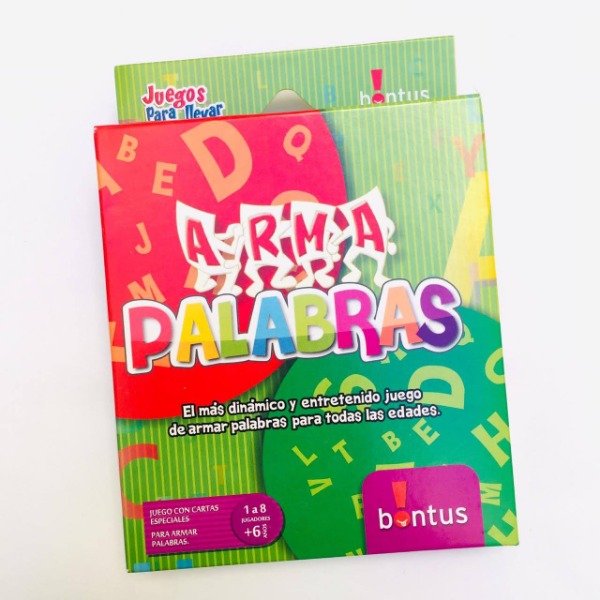 Juegos
Para llevar
bontus
ARMA
PALABRAS
El más dinámico y entretenido juego
de armar palabras para todas las edades.
JUEGO CON CARTAS
ESPECIALES
PARA ARMAR
PALABRAS.
1 a 8
JUGADORES
+6 AÑOS
bontus